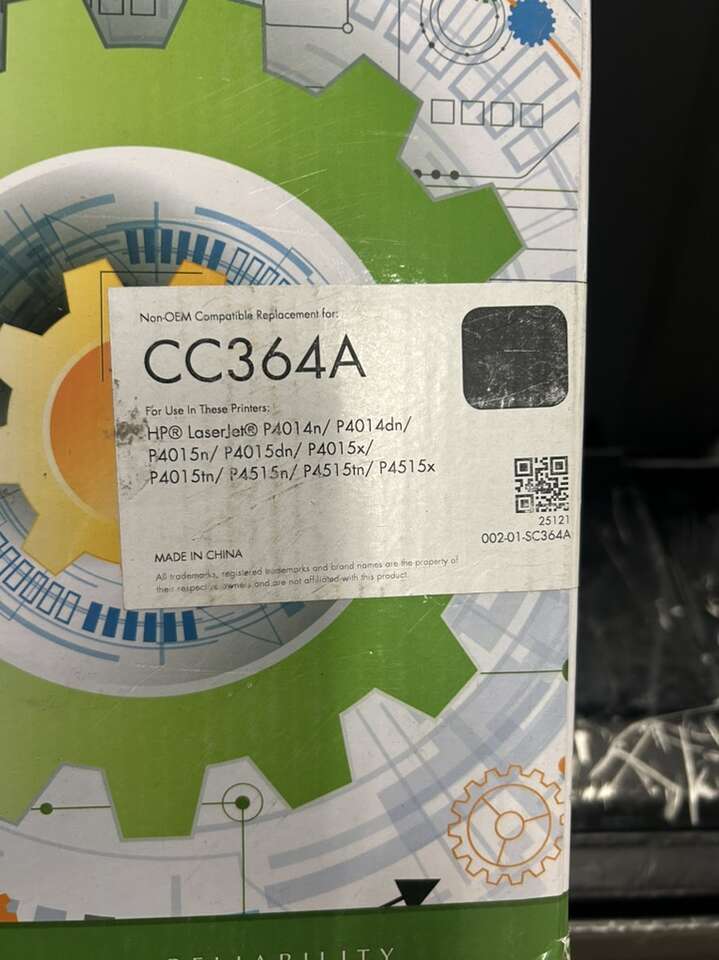 Non-OEM Compatible Replacement for:
CC364A
For Use In These Printers:
HP® LaserJet® P4014n/ P4014dn/
P4015n/ P4015dn/ P4015x/
P4015tn/ P4515n/ P4515tn/ P4515x
25121
002-01-SC364A
MADE IN CHINA
All trademarks, registered trademarks and brand names are the property of
their respective owners and are not affiliated with this product.
RELIABILITY